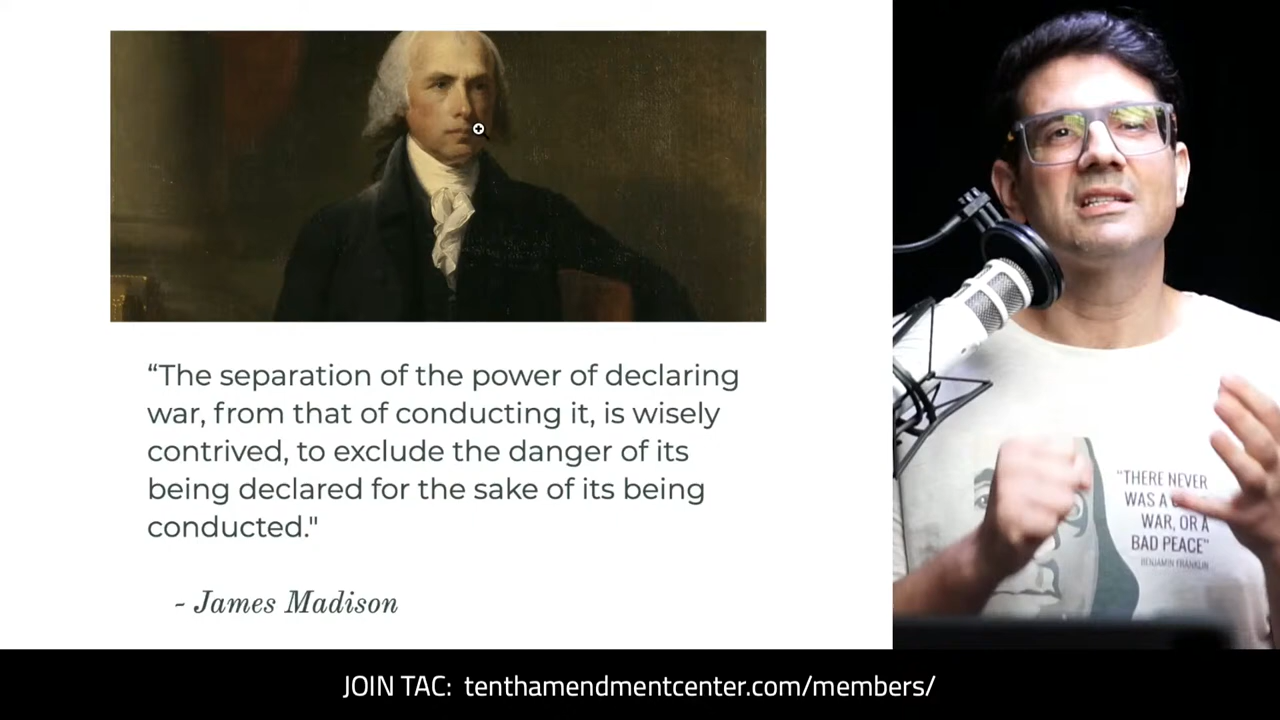 “The separation of the power of declaring
war, from that of conducting it, is wisely
contrived, to exclude the danger of its
being declared for the sake of its being
conducted."
- James Madison
"THERE NEVER
WAS A
WAR, OR A
BAD PEACE"
BENJAMIN FRANKLIN
JOIN TAC: tenthamendmentcenter.com/members/